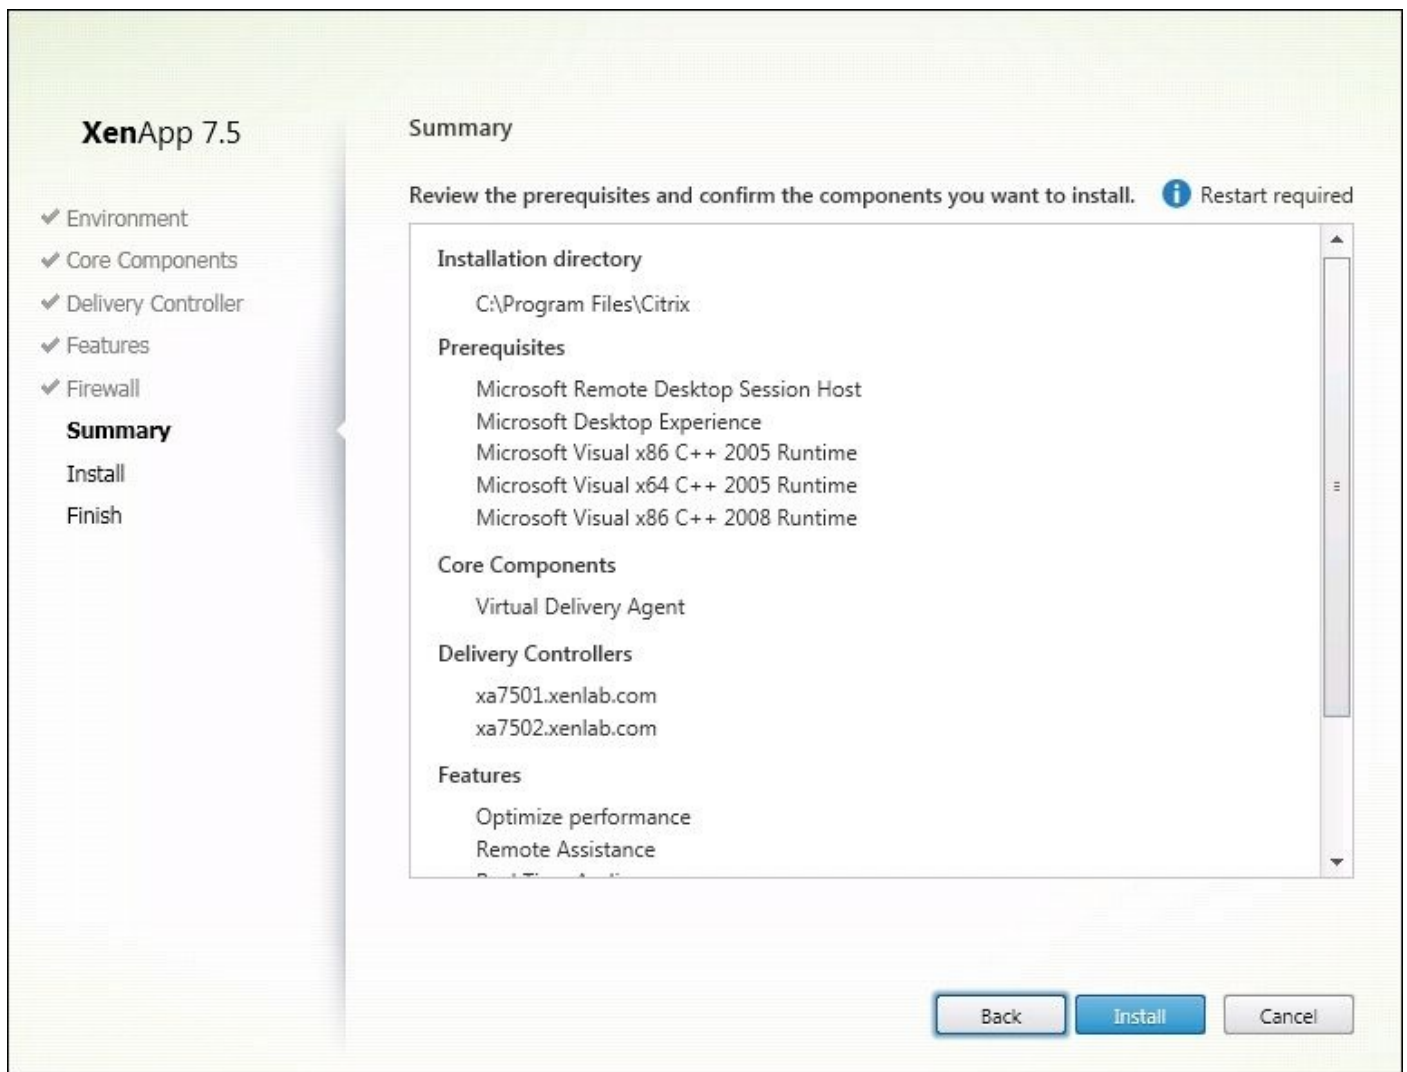 XenApp 7.5
Environment
Core Components
Delivery Controller
Features
Firewall
Summary
Install
Finish
Summary
Review the prerequisites and confirm the components you want to install.
Restart required
Installation directory
C:\Program Files\Citrix
Prerequisites
Microsoft Remote Desktop Session Host
Microsoft Desktop Experience
Microsoft Visual x86 C++ 2005 Runtime
Microsoft Visual x64 C++ 2005 Runtime
Microsoft Visual x86 C++ 2008 Runtime
Core Components
Virtual Delivery Agent
Delivery Controllers
xa7501.xenlab.com
xa7502.xenlab.com
Features
Optimize performance
Remote Assistance
Back
Install
Cancel